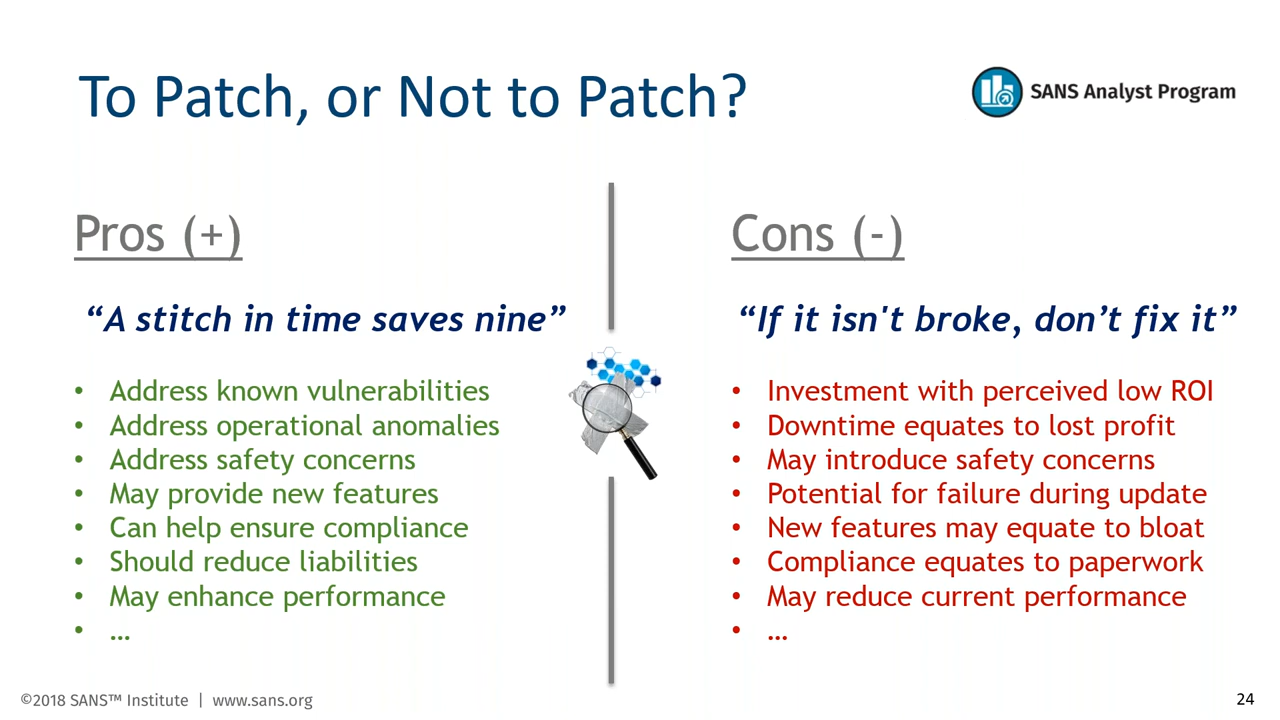 To Patch, or Not to Patch?
SANS Analyst Program
Pros (+)
“A stitch in time saves nine”
• Address known vulnerabilities
• Address operational anomalies
• Address safety concerns
• May provide new features
• Can help ensure compliance
• Should reduce liabilities
• May enhance performance
• …
Cons (-)
“If it isn't broke, don’t fix it”
• Investment with perceived low ROI
• Downtime equates to lost profit
• May introduce safety concerns
• Potential for failure during update
• New features may equate to bloat
• Compliance equates to paperwork
• May reduce current performance
• …
©2018 SANS™ Institute | www.sans.org
24